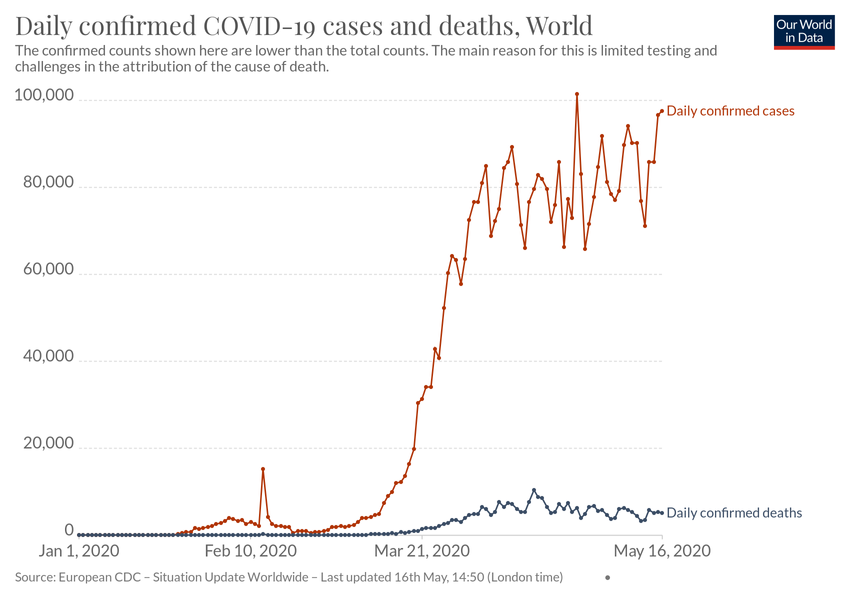 Daily confirmed COVID-19 cases and deaths, World
Our World
in Data
The confirmed counts shown here are lower than the total counts. The main reason for this is limited testing and
challenges in the attribution of the cause of death.
100,000
Daily confirmed cases
80,000
60,000
40,000
20,000
Daily confirmed deaths
0
Jan 1, 2020
Feb 10, 2020
Mar 21, 2020
May 16, 2020
Source: European CDC – Situation Update Worldwide – Last updated 16th May, 14:50 (London time)